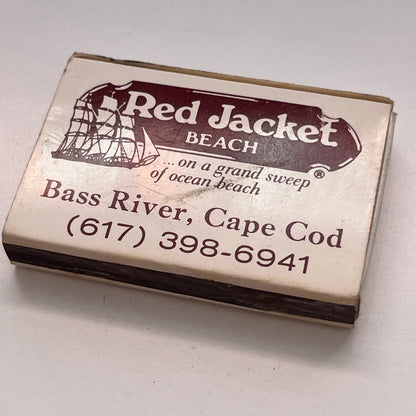 Red Jacket
BEACH
®
...on a grand sweep
of ocean beach
Bass River, Cape Cod
(617) 398-6941